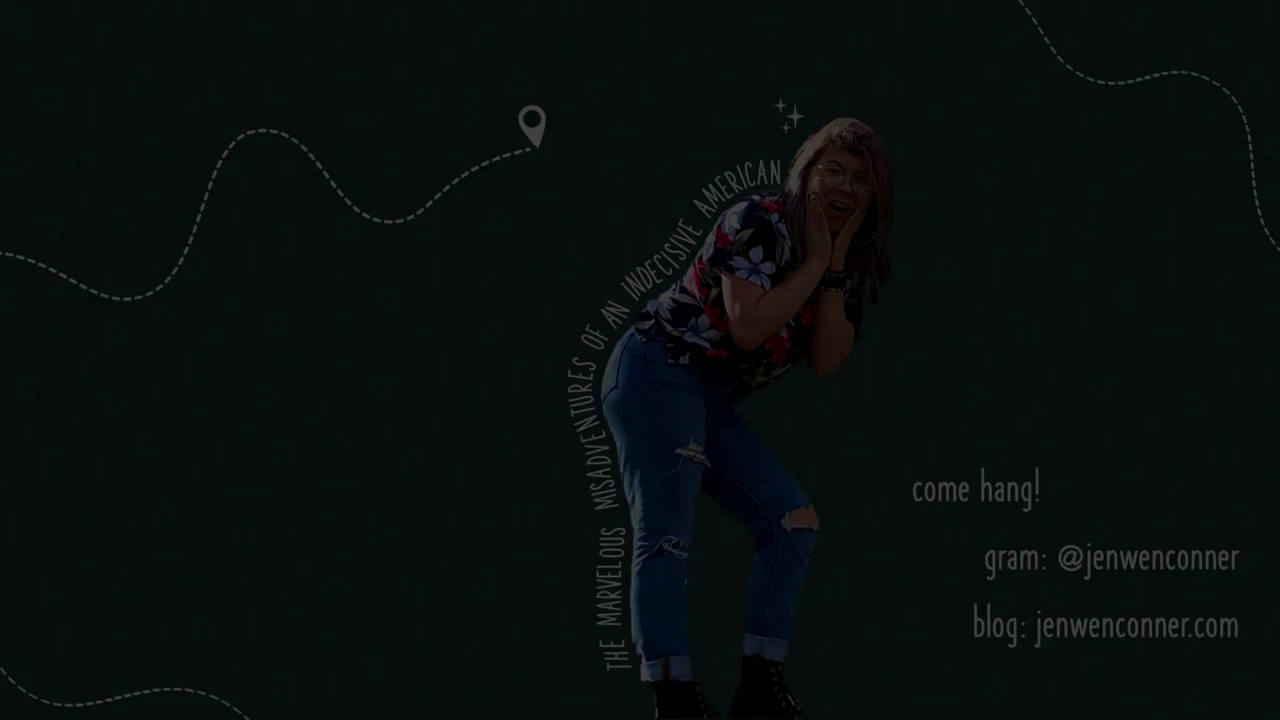 THE MARVELOUS MISADVENTURES OF AN INDECISIVE AMERICAN
come hang!
gram: @jenwenconner
blog: jenwenconner.com